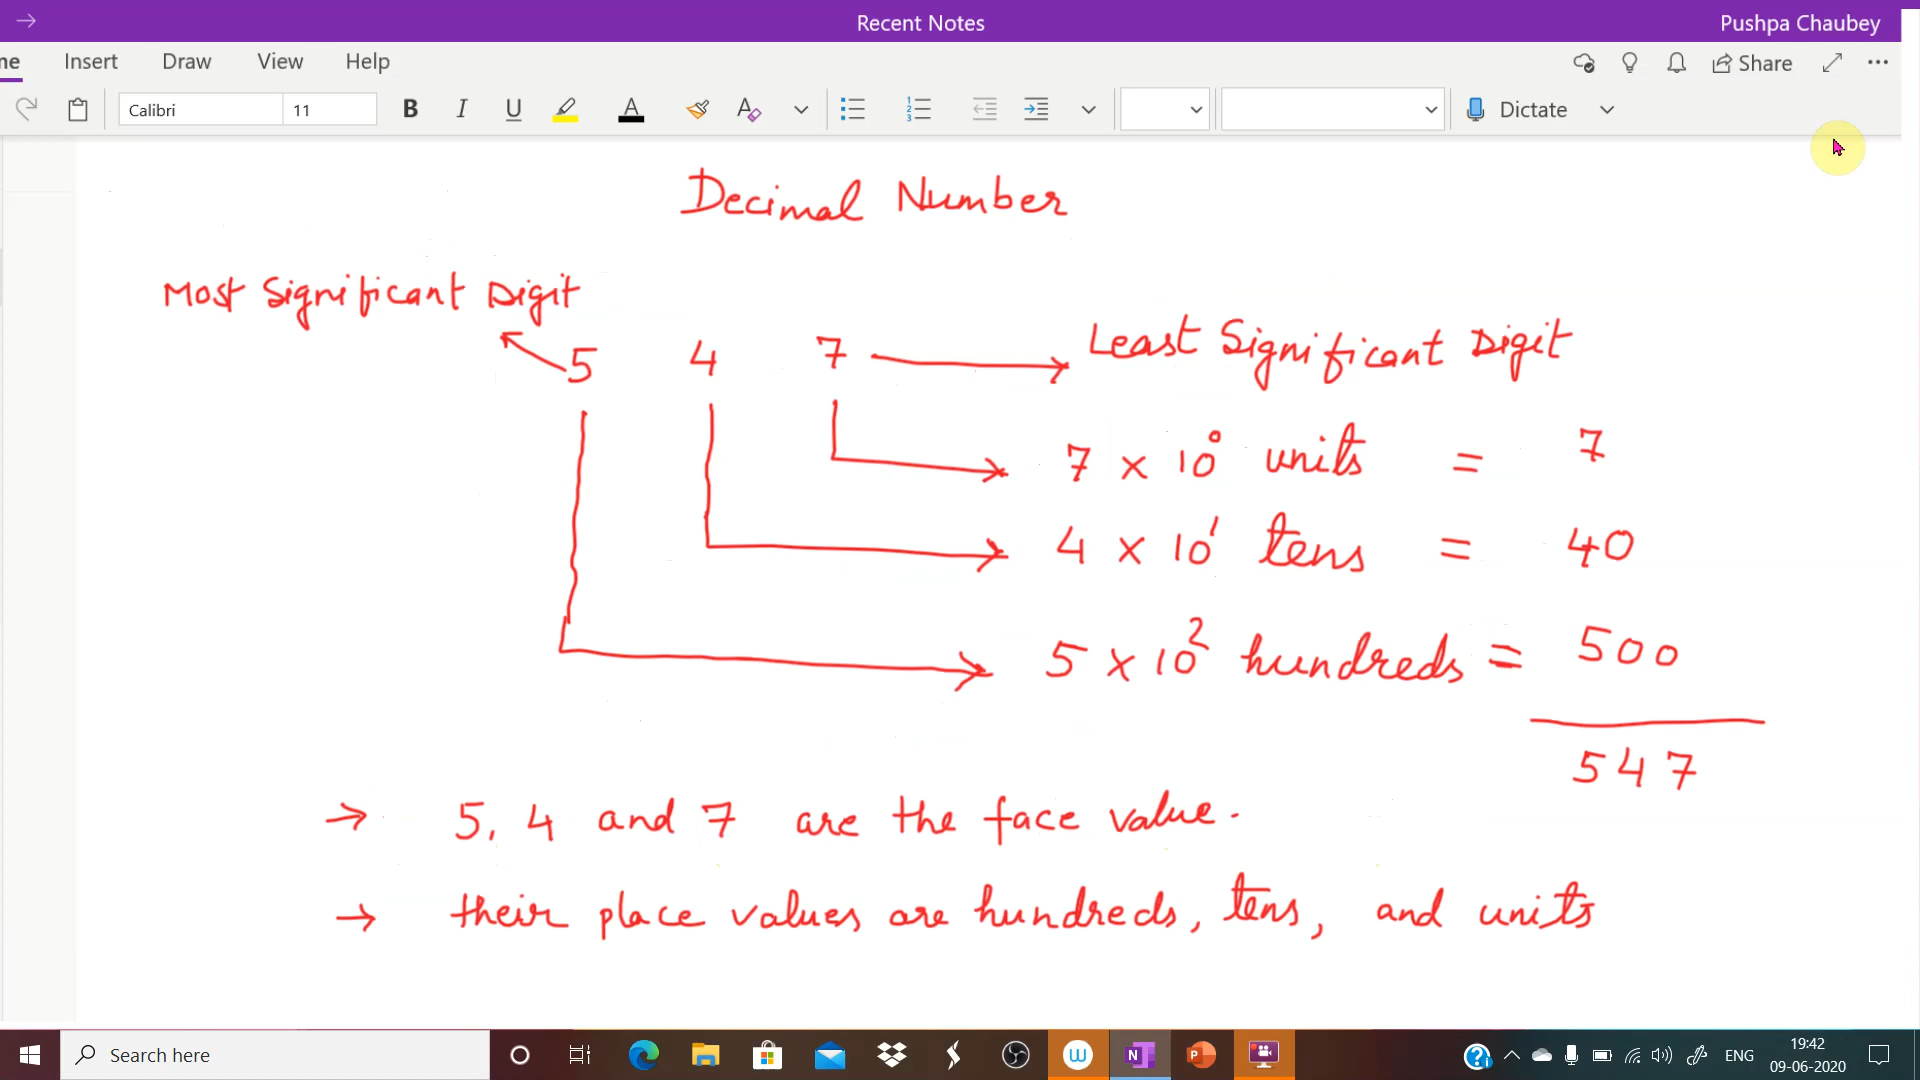 Recent Notes
Pushpa Chaubey
me Insert Draw View Help
Share
Calibri 11 B I U A Dictate
Decimal Number
Most Significant Digit
5 4 7 → Least Significant Digit
7 × 10⁰ units = 7
4 × 10¹ tens = 40
5 × 10² hundreds = 500
547
→ 5, 4 and 7 are the face value.
→ their place values are hundreds, tens, and units
Search here
ENG
19:42
09-06-2020